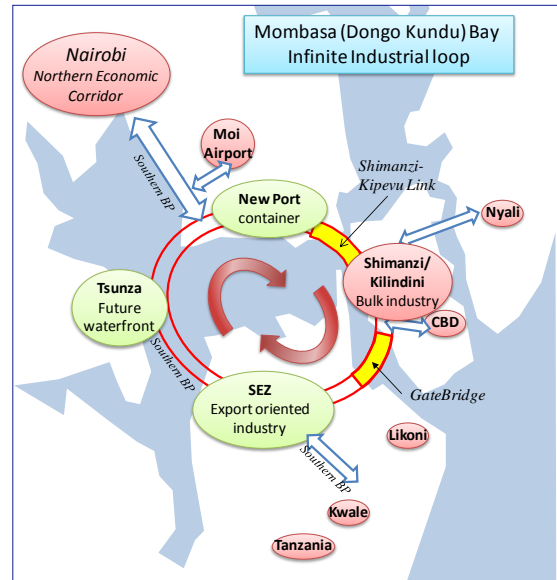 Mombasa (Dongo Kundu) Bay
Infinite Industrial loop
Nairobi
Northern Economic
Corridor
Moi
Airport
Southern BP
Shimanzi-
Kipevu Link
New Port
container
Nyali
Shimanzi/
Kilindini
Bulk industry
Tsunza
Future
waterfront
CBD
Southern BP
SEZ
Export oriented
industry
GateBridge
Likoni
Southern BP
Kwale
Tanzania